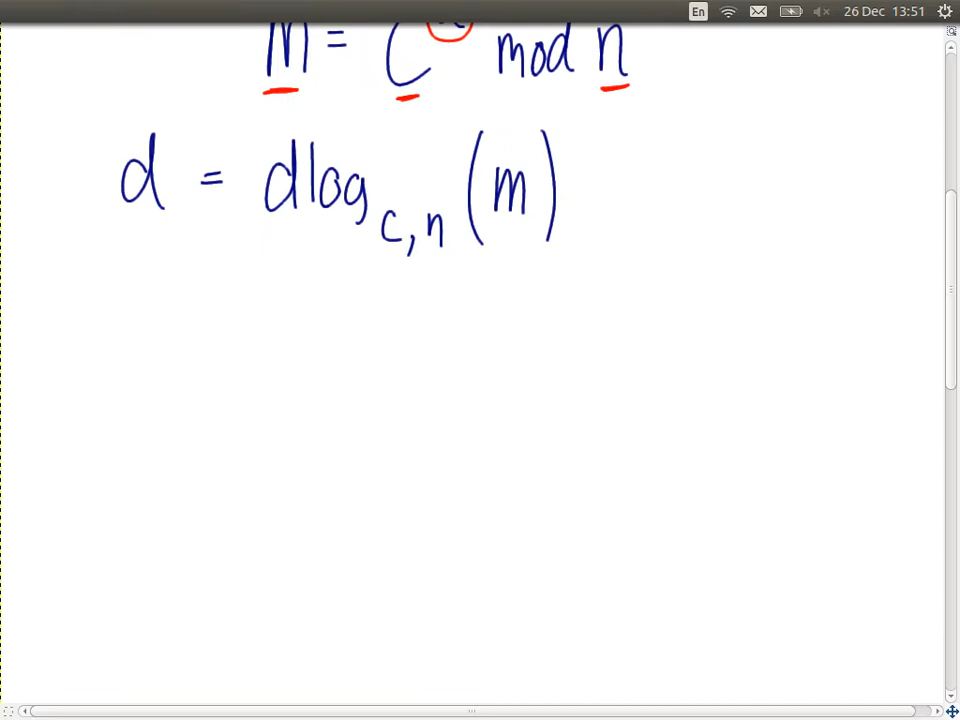 En 26 Dec 13:51
m = C mod n
d = dlog c,n (m)